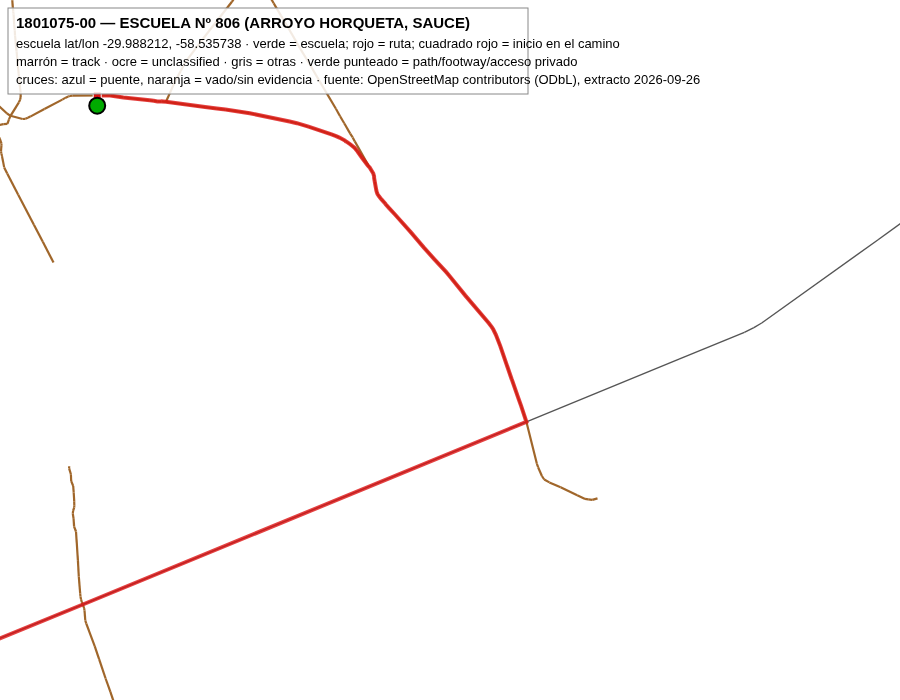 1801075-00 — ESCUELA Nº 806 (ARROYO HORQUETA, SAUCE)
escuela lat/lon -29.988212, -58.535738 · verde = escuela; rojo = ruta; cuadrado rojo = inicio en el camino
marrón = track · ocre = unclassified · gris = otras · verde punteado = path/footway/acceso privado
cruces: azul = puente, naranja = vado/sin evidencia · fuente: OpenStreetMap contributors (ODbL), extracto 2026-09-26